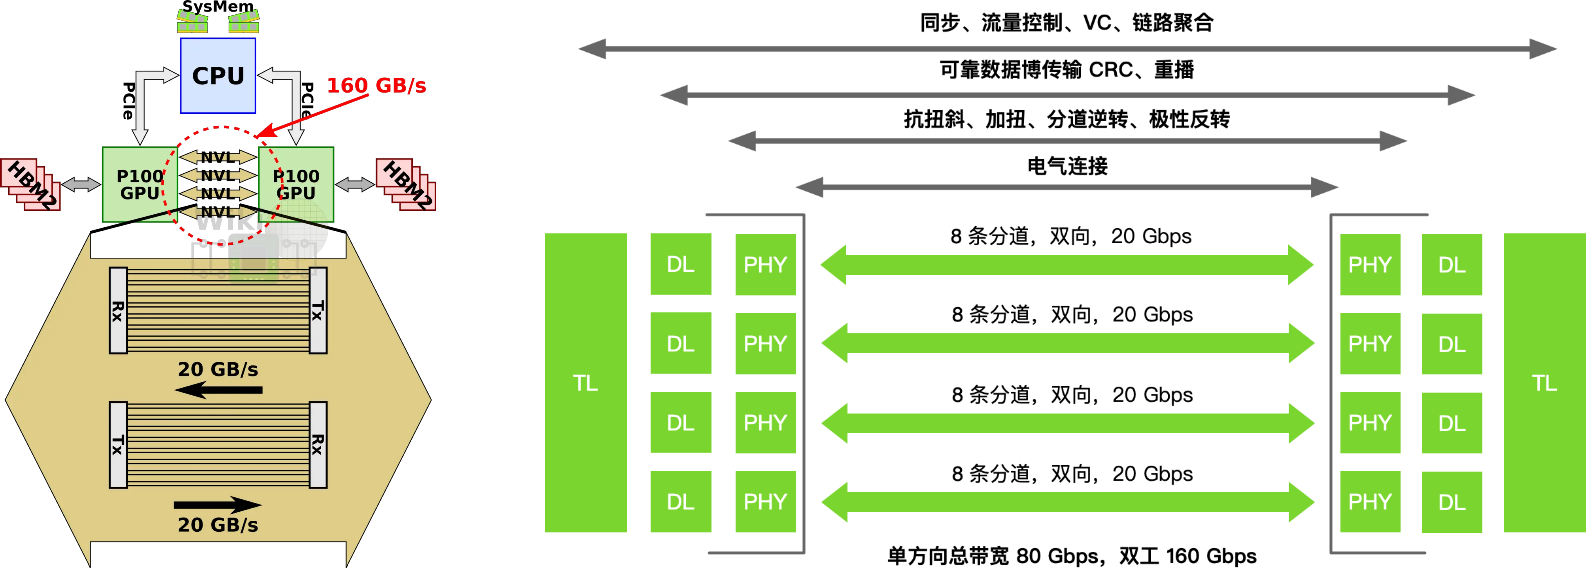 SysMem
CPU
PCIe
PCIe
160 GB/s
HBM2
P100
GPU
NVL
NVL
NVL
NVL
P100
GPU
HBM2
Wiki
Rx
Tx
20 GB/s
Tx
Rx
20 GB/s
同步、流量控制、VC、链路聚合
可靠数据博传输 CRC、重播
抗扭斜、加扭、分道逆转、极性反转
电气连接
TL
DL
PHY
8 条分道，双向，20 Gbps
PHY
DL
TL
DL
PHY
8 条分道，双向，20 Gbps
PHY
DL
DL
PHY
8 条分道，双向，20 Gbps
PHY
DL
DL
PHY
8 条分道，双向，20 Gbps
PHY
DL
单方向总带宽 80 Gbps，双工 160 Gbps